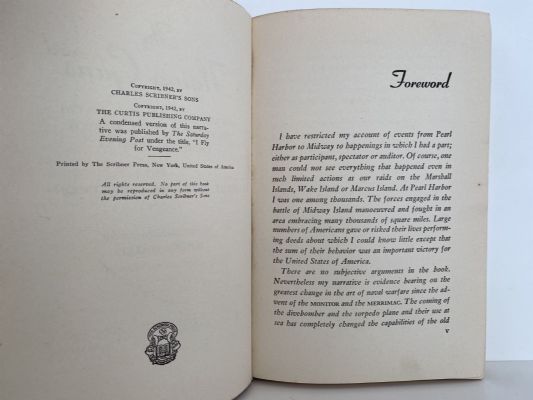 COPYRIGHT, 1942, BY
CHARLES SCRIBNER'S SONS
COPYRIGHT, 1942, BY
THE CURTIS PUBLISHING COMPANY
A condensed version of this narra-
tive was published by The Saturday
Evening Post under the title, "I Fly
for Vengeance."
Printed by The Scribner Press, New York, United States of America
All rights reserved. No part of this book
may be reproduced in any form without
the permission of Charles Scribner's Sons
Foreword
I have restricted my account of events from Pearl
Harbor to Midway to happenings in which I had a part;
either as participant, spectator or auditor. Of course, one
man could not see everything that happened even in
such limited actions as our raids on the Marshall
Islands, Wake Island or Marcus Island. At Pearl Harbor
I was one among thousands. The forces engaged in the
battle of Midway Island manoeuvred and fought in an
area embracing many thousands of square miles. Large
numbers of Americans gave or risked their lives perform-
ing deeds about which I could know little except that
the sum of their behavior was an important victory for
the United States of America.
There are no subjective arguments in the book.
Nevertheless my narrative is evidence bearing on the
greatest change in the art of naval warfare since the ad-
vent of the MONITOR and the MERRIMAC. The coming of
the divebomber and the torpedo plane and their use at
sea has completely changed the capabilities of the old
v